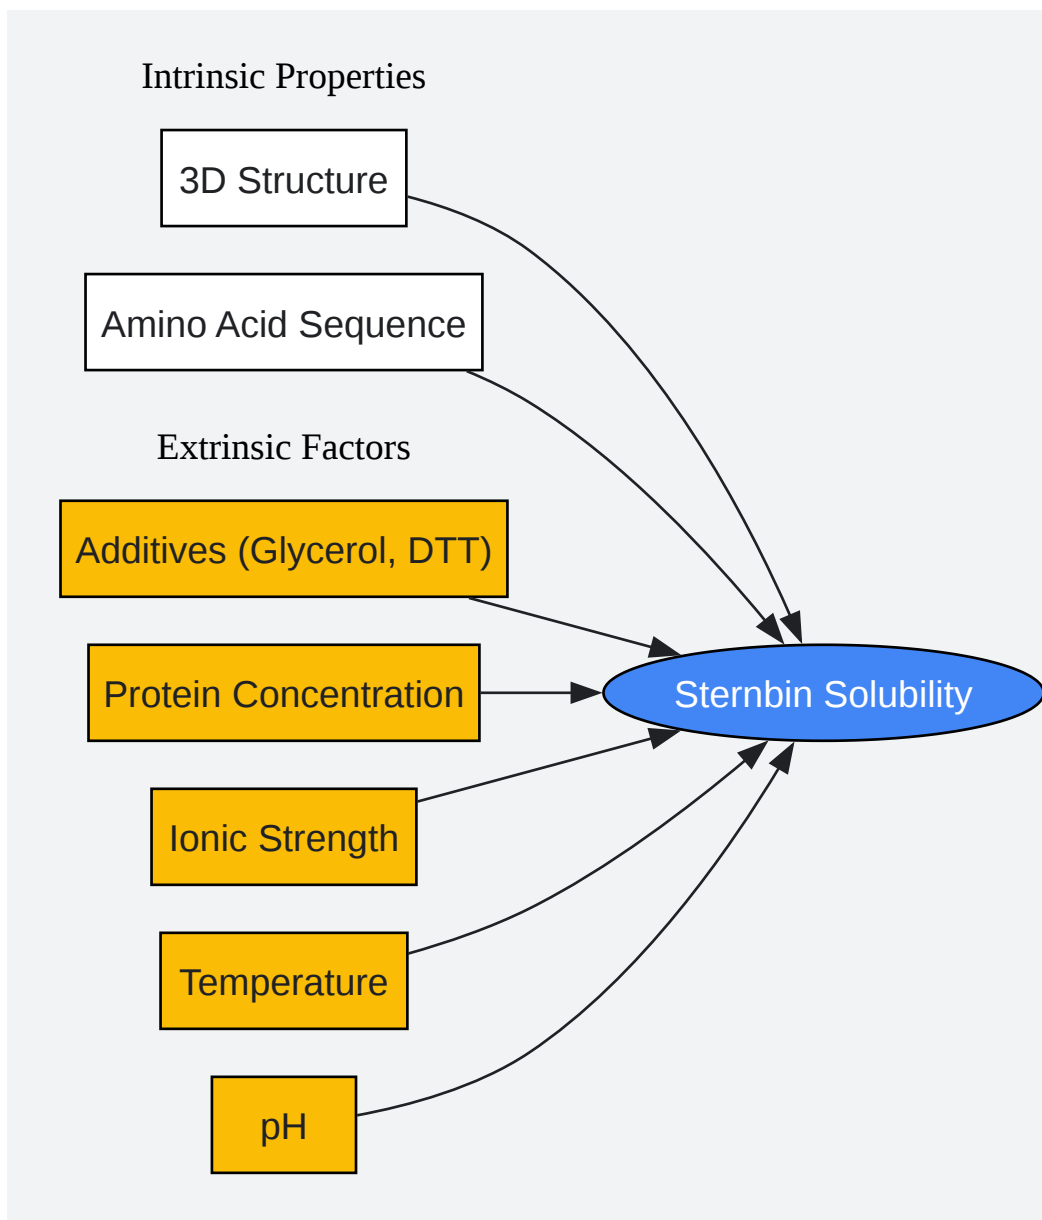 Intrinsic Properties
3D Structure
Amino Acid Sequence
Extrinsic Factors
Additives (Glycerol, DTT)
Protein Concentration
Sternbin Solubility
Ionic Strength
Temperature
pH